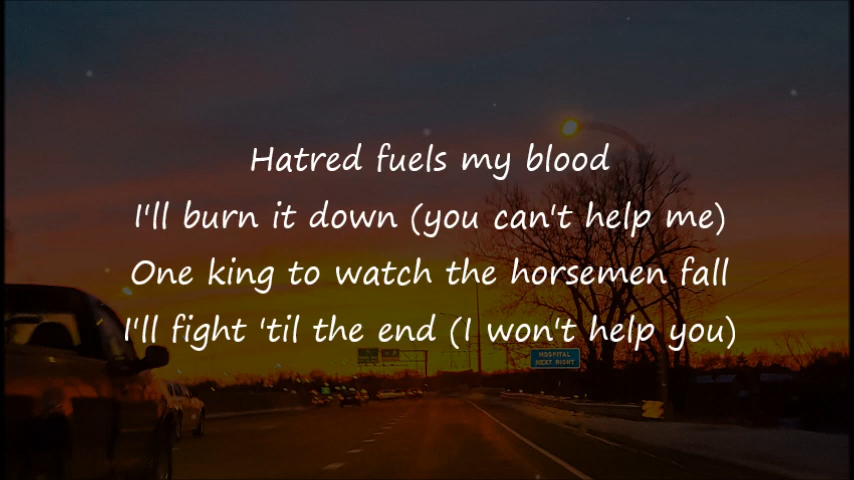 Hatred fuels my blood
I'll burn it down (you can't help me)
One king to watch the horsemen fall
I'll fight 'til the end (I won't help you)
HOSPITAL
NEXT RIGHT